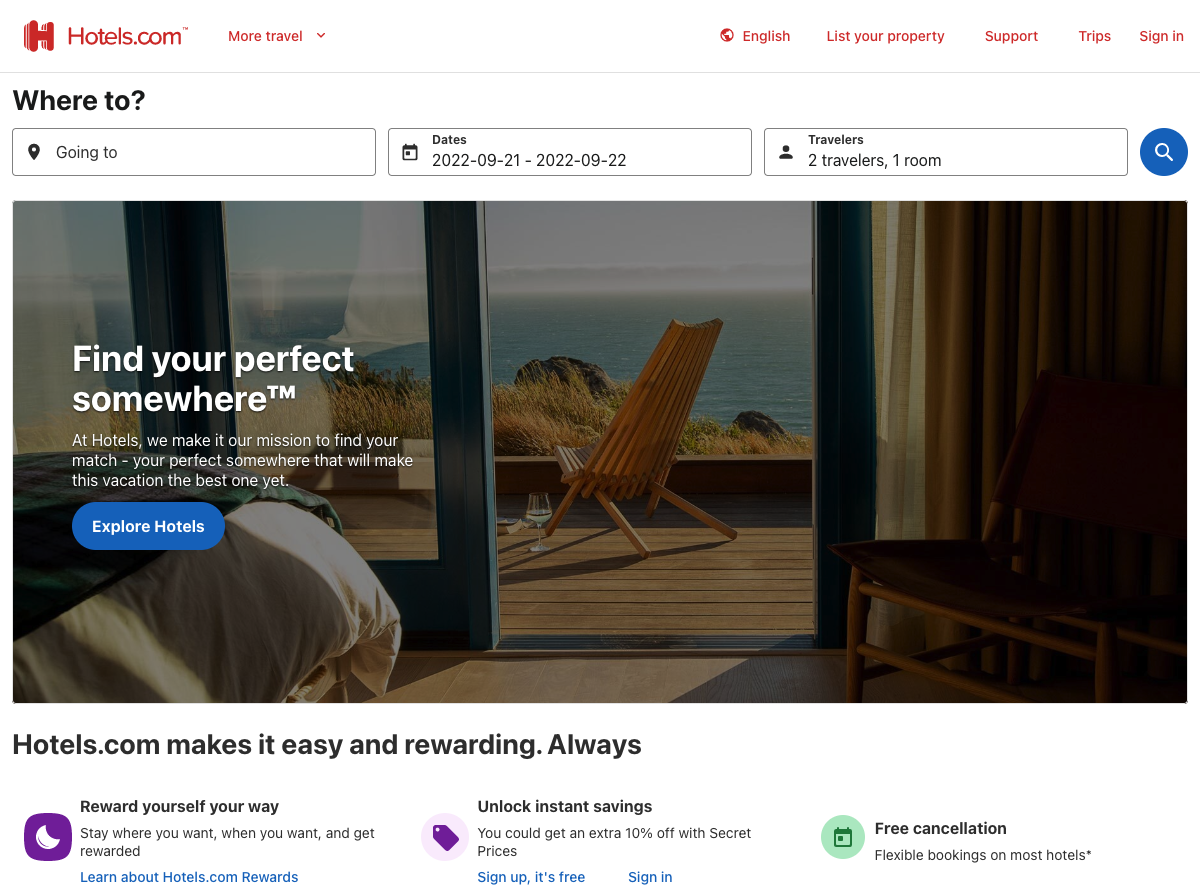 Hotels.com™
More travel
English
List your property
Support
Trips
Sign in
Where to?
Going to
Dates
2022-09-21 - 2022-09-22
Travelers
2 travelers, 1 room
Find your perfect
somewhere™
At Hotels, we make it our mission to find your
match - your perfect somewhere that will make
this vacation the best one yet.
Explore Hotels
Hotels.com makes it easy and rewarding. Always
Reward yourself your way
Stay where you want, when you want, and get
rewarded
Learn about Hotels.com Rewards
Unlock instant savings
You could get an extra 10% off with Secret
Prices
Sign up, it's free
Sign in
Free cancellation
Flexible bookings on most hotels*